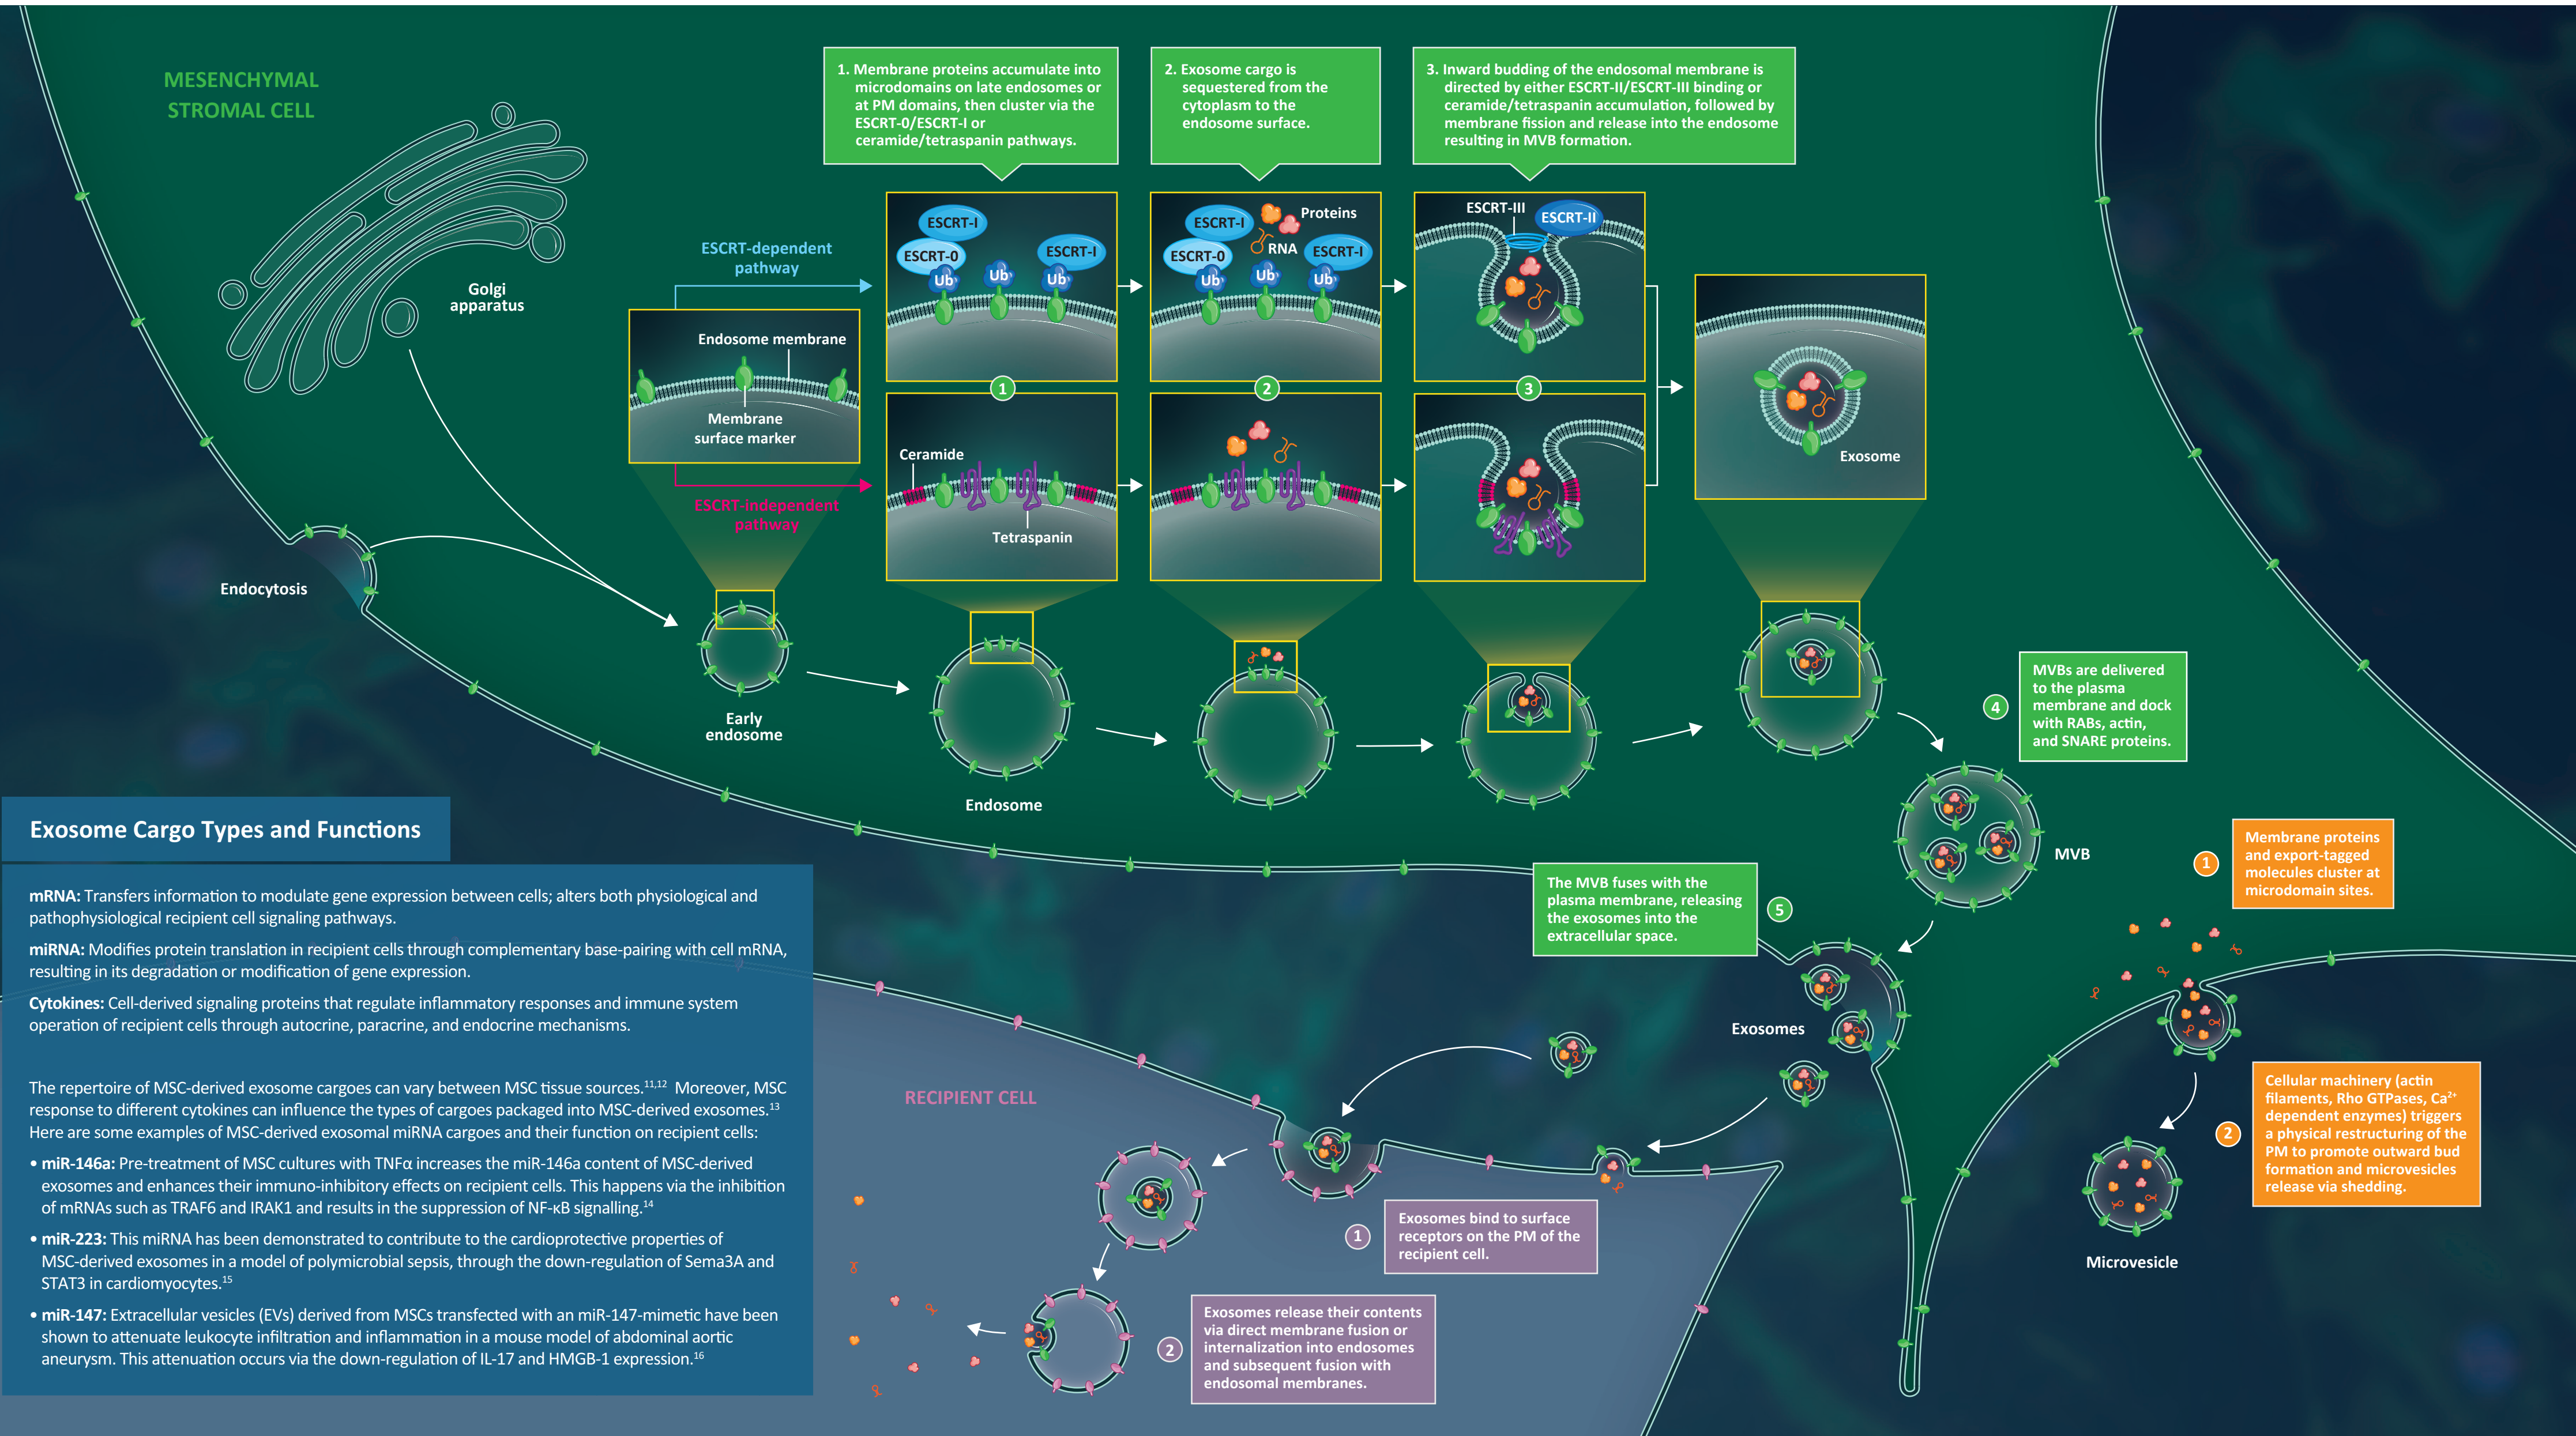 MESENCHYMAL
STROMAL CELL
Golgi
apparatus
Endocytosis
1. Membrane proteins accumulate into
microdomains on late endosomes or
at PM domains, then cluster via the
ESCRT-0/ESCRT-I or
ceramide/tetraspanin pathways.
2. Exosome cargo is
sequestered from the
cytoplasm to the
endosome surface.
3. Inward budding of the endosomal membrane is
directed by either ESCRT-II/ESCRT-III binding or
ceramide/tetraspanin accumulation, followed by
membrane fission and release into the endosome
resulting in MVB formation.
ESCRT-dependent
pathway
Endosome membrane
Membrane
surface marker
ESCRT-independent
pathway
ESCRT-I
ESCRT-0
ESCRT-I
Ub
Ub
Ub
1
Ceramide
Tetraspanin
ESCRT-I
Proteins
ESCRT-0
RNA
ESCRT-I
Ub
Ub
Ub
2
ESCRT-III
ESCRT-II
3
Exosome
Early
endosome
Endosome
4
MVBs are delivered
to the plasma
membrane and dock
with RABs, actin,
and SNARE proteins.
MVB
The MVB fuses with the
plasma membrane, releasing
the exosomes into the
extracellular space.
5
Exosomes
1
Membrane proteins
and export-tagged
molecules cluster at
microdomain sites.
2
Cellular machinery (actin
filaments, Rho GTPases, Ca²⁺
dependent enzymes) triggers
a physical restructuring of the
PM to promote outward bud
formation and microvesicles
release via shedding.
Microvesicle
RECIPIENT CELL
1
Exosomes bind to surface
receptors on the PM of the
recipient cell.
2
Exosomes release their contents
via direct membrane fusion or
internalization into endosomes
and subsequent fusion with
endosomal membranes.
Exosome Cargo Types and Functions
mRNA: Transfers information to modulate gene expression between cells; alters both physiological and
pathophysiological recipient cell signaling pathways.
miRNA: Modifies protein translation in recipient cells through complementary base-pairing with cell mRNA,
resulting in its degradation or modification of gene expression.
Cytokines: Cell-derived signaling proteins that regulate inflammatory responses and immune system
operation of recipient cells through autocrine, paracrine, and endocrine mechanisms.
The repertoire of MSC-derived exosome cargoes can vary between MSC tissue sources.¹¹,¹² Moreover, MSC
response to different cytokines can influence the types of cargoes packaged into MSC-derived exosomes.¹³
Here are some examples of MSC-derived exosomal miRNA cargoes and their function on recipient cells:
• miR-146a: Pre-treatment of MSC cultures with TNFα increases the miR-146a content of MSC-derived
exosomes and enhances their immuno-inhibitory effects on recipient cells. This happens via the inhibition
of mRNAs such as TRAF6 and IRAK1 and results in the suppression of NF-κB signalling.¹⁴
• miR-223: This miRNA has been demonstrated to contribute to the cardioprotective properties of
MSC-derived exosomes in a model of polymicrobial sepsis, through the down-regulation of Sema3A and
STAT3 in cardiomyocytes.¹⁵
• miR-147: Extracellular vesicles (EVs) derived from MSCs transfected with an miR-147-mimetic have been
shown to attenuate leukocyte infiltration and inflammation in a mouse model of abdominal aortic
aneurysm. This attenuation occurs via the down-regulation of IL-17 and HMGB-1 expression.¹⁶